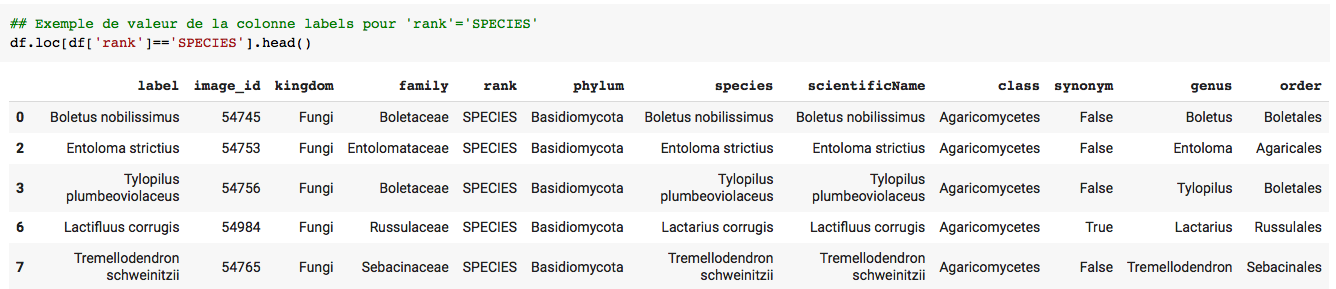 ## Exemple de valeur de la colonne labels pour 'rank'='SPECIES'
df.loc[df['rank']=='SPECIES'].head()
label image_id kingdom family rank phylum species scientificName class synonym genus order
0 Boletus nobilissimus 54745 Fungi Boletaceae SPECIES Basidiomycota Boletus nobilissimus Boletus nobilissimus Agaricomycetes False Boletus Boletales
2 Entoloma strictius 54753 Fungi Entolomataceae SPECIES Basidiomycota Entoloma strictius Entoloma strictius Agaricomycetes False Entoloma Agaricales
Tylopilus Tylopilus Tylopilus
3 54756 Fungi Boletaceae SPECIES Basidiomycota Agaricomycetes False Tylopilus Boletales
plumbeoviolaceus plumbeoviolaceus plumbeoviolaceus
6 Lactifluus corrugis 54984 Fungi Russulaceae SPECIES Basidiomycota Lactarius corrugis Lactifluus corrugis Agaricomycetes True Lactarius Russulales
Tremellodendron Tremellodendron Tremellodendron
7 54765 Fungi Sebacinaceae SPECIES Basidiomycota Agaricomycetes False Tremellodendron Sebacinales
schweinitzii schweinitzii schweinitzii